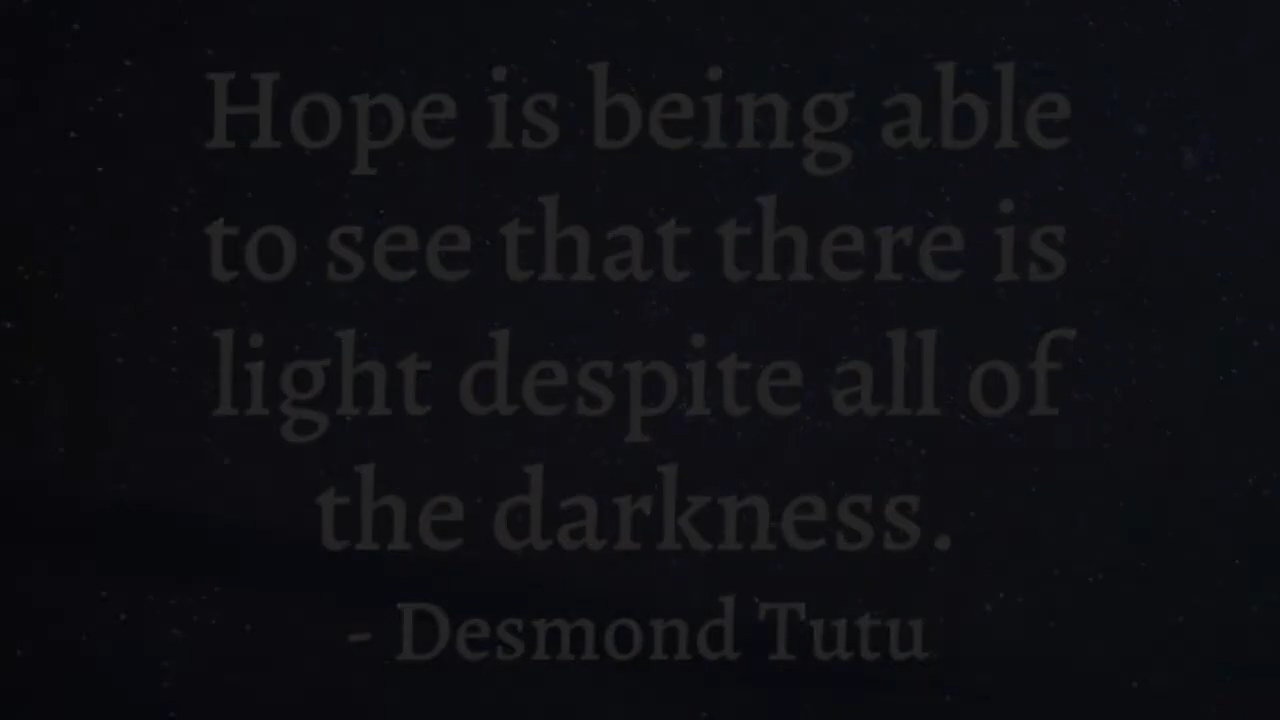 Hope is being able
to see that there is
light despite all of
the darkness.
- Desmond Tutu